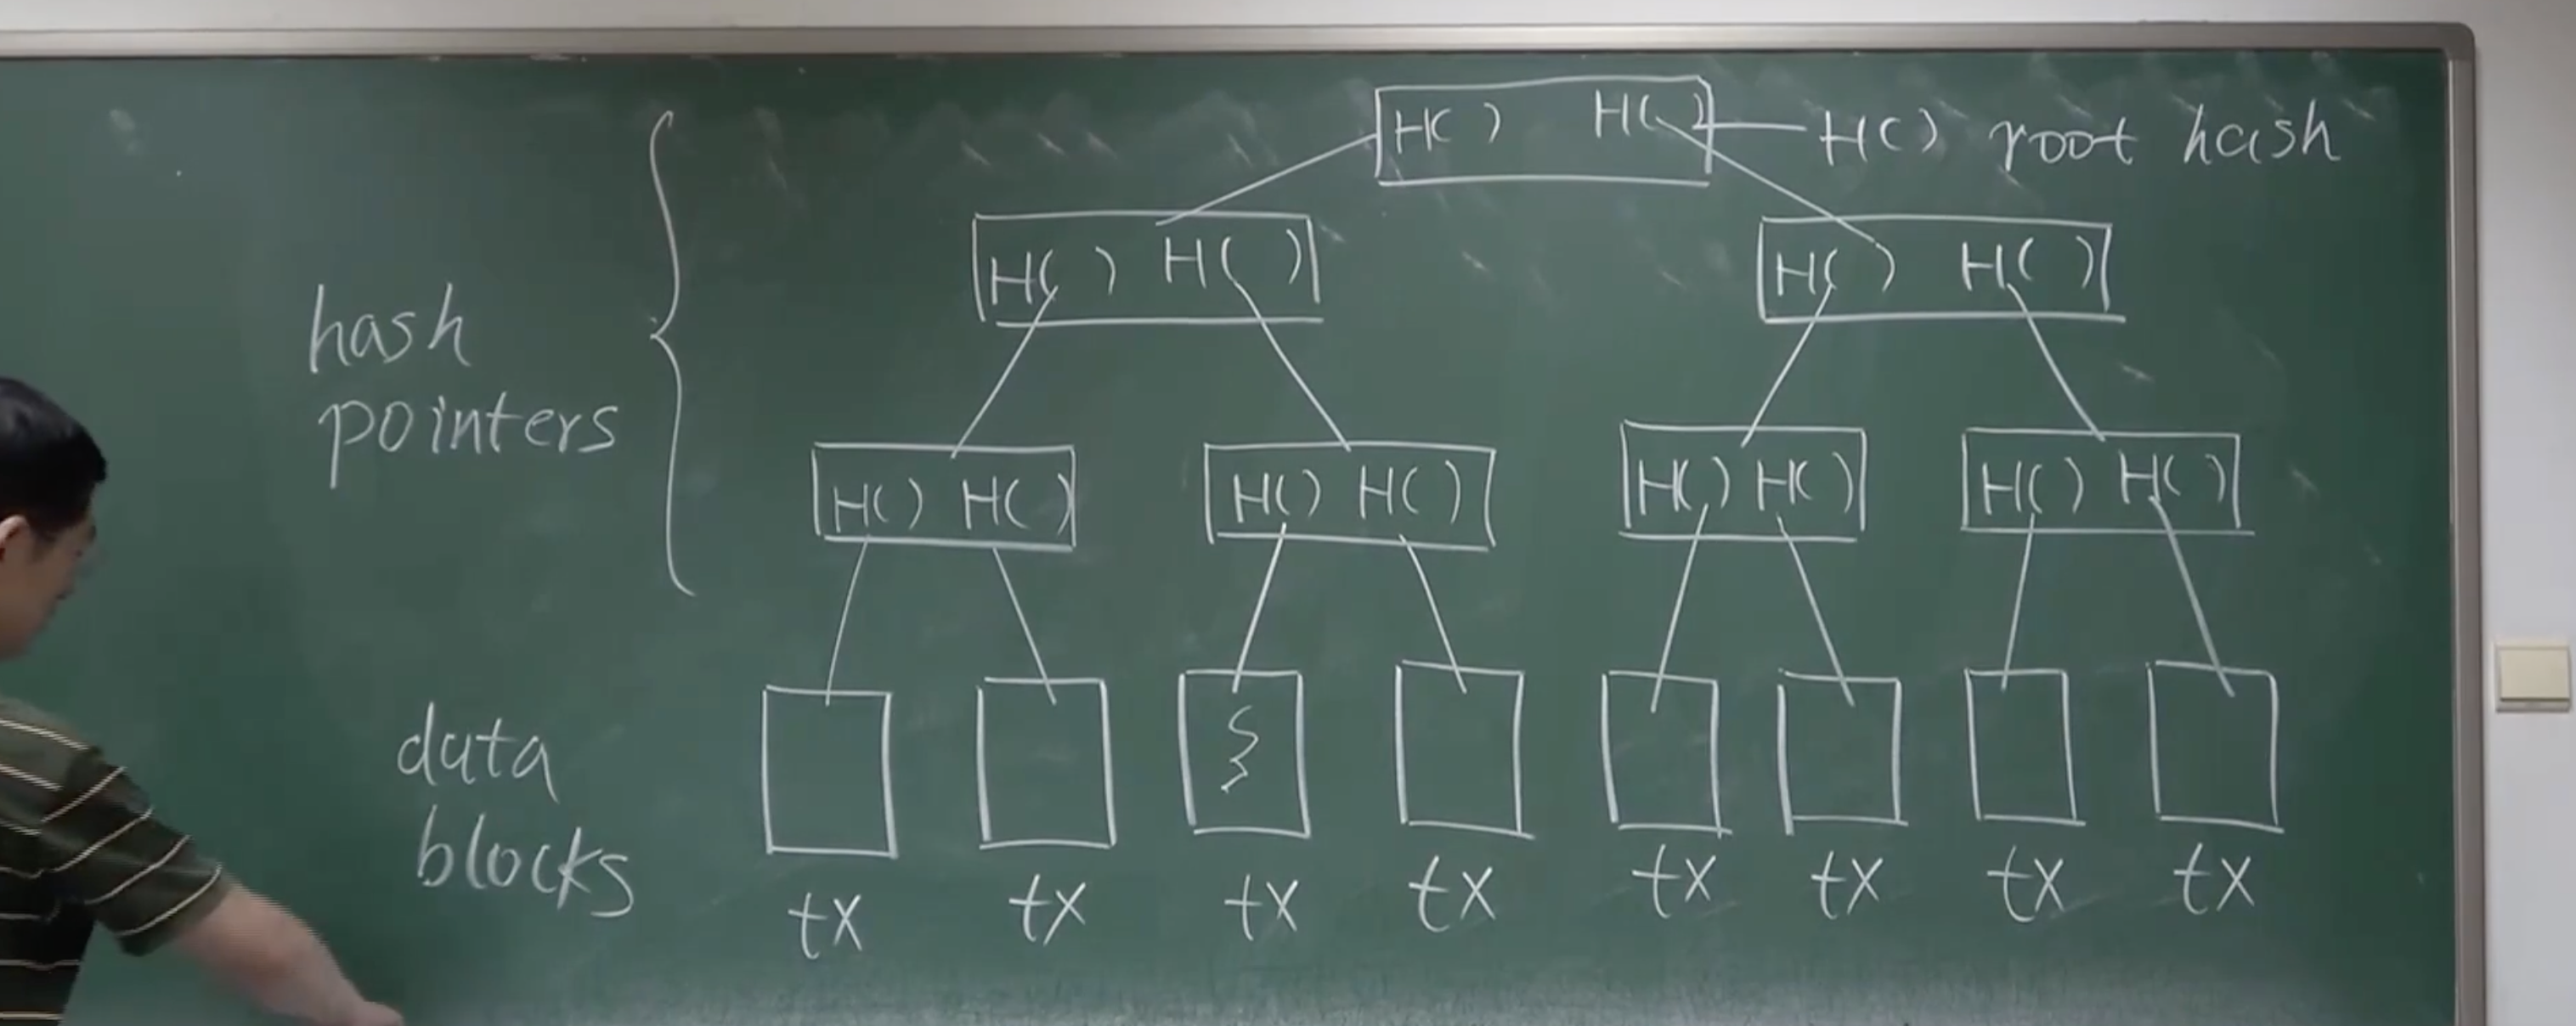 H( ) H( ) H( ) root hash
H( ) H( ) H( ) H( )
hash
pointers
H( ) H( ) H( ) H( ) H( ) H( ) H( ) H( )
data
blocks
tx tx tx tx tx tx tx tx